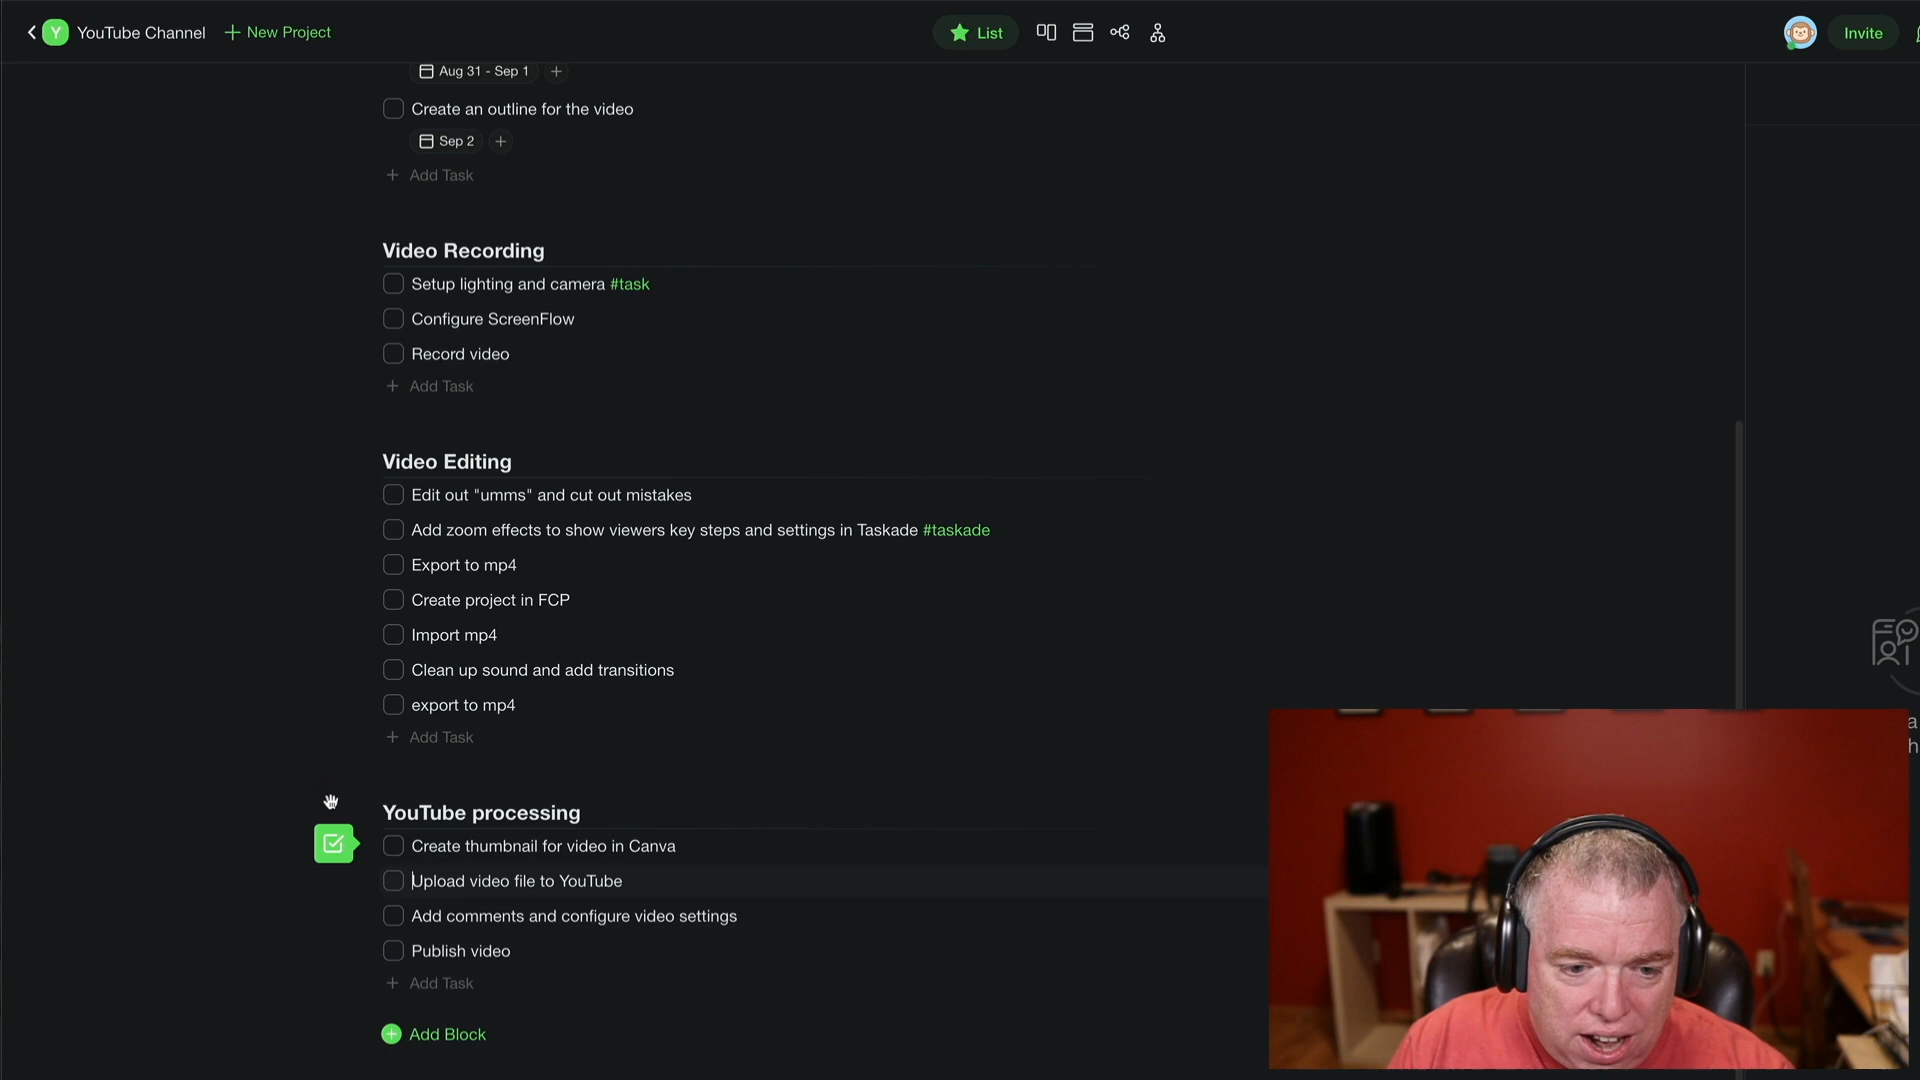 Y YouTube Channel + New Project
List
Invite
Aug 31 - Sep 1 +
Create an outline for the video
Sep 2 +
+ Add Task
Video Recording
Setup lighting and camera #task
Configure ScreenFlow
Record video
+ Add Task
Video Editing
Edit out "umms" and cut out mistakes
Add zoom effects to show viewers key steps and settings in Taskade #taskade
Export to mp4
Create project in FCP
Import mp4
Clean up sound and add transitions
export to mp4
+ Add Task
YouTube processing
Create thumbnail for video in Canva
Upload video file to YouTube
Add comments and configure video settings
Publish video
+ Add Task
+ Add Block